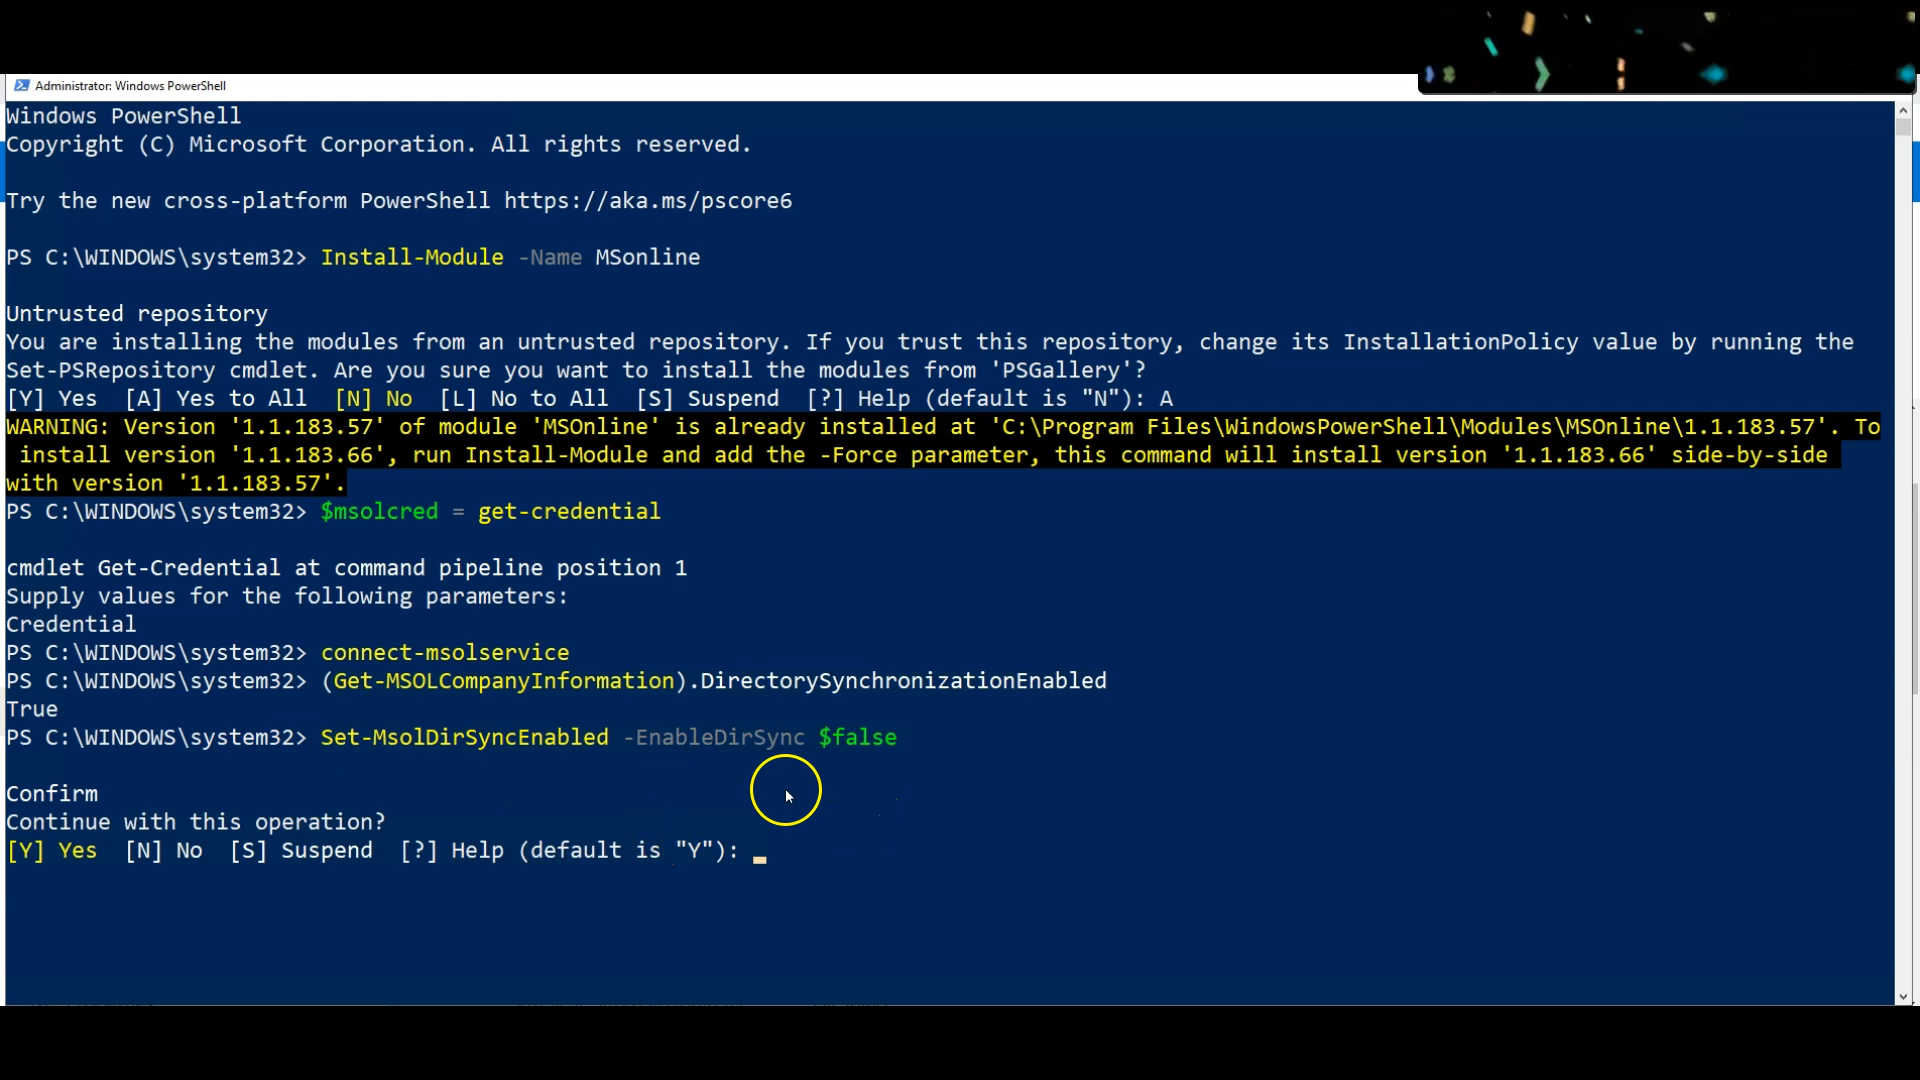 Administrator: Windows PowerShell
Windows PowerShell
Copyright (C) Microsoft Corporation. All rights reserved.
Try the new cross-platform PowerShell https://aka.ms/pscore6
PS C:\WINDOWS\system32> Install-Module -Name MSonline
Untrusted repository
You are installing the modules from an untrusted repository. If you trust this repository, change its InstallationPolicy value by running the
Set-PSRepository cmdlet. Are you sure you want to install the modules from 'PSGallery'?
[Y] Yes  [A] Yes to All  [N] No  [L] No to All  [S] Suspend  [?] Help (default is "N"): A
WARNING: Version '1.1.183.57' of module 'MSOnline' is already installed at 'C:\Program Files\WindowsPowerShell\Modules\MSOnline\1.1.183.57'. To
install version '1.1.183.66', run Install-Module and add the -Force parameter, this command will install version '1.1.183.66' side-by-side
with version '1.1.183.57'.
PS C:\WINDOWS\system32> $msolcred = get-credential
cmdlet Get-Credential at command pipeline position 1
Supply values for the following parameters:
Credential
PS C:\WINDOWS\system32> connect-msolservice
PS C:\WINDOWS\system32> (Get-MSOLCompanyInformation).DirectorySynchronizationEnabled
True
PS C:\WINDOWS\system32> Set-MsolDirSyncEnabled -EnableDirSync $false
Confirm
Continue with this operation?
[Y] Yes  [N] No  [S] Suspend  [?] Help (default is "Y"):